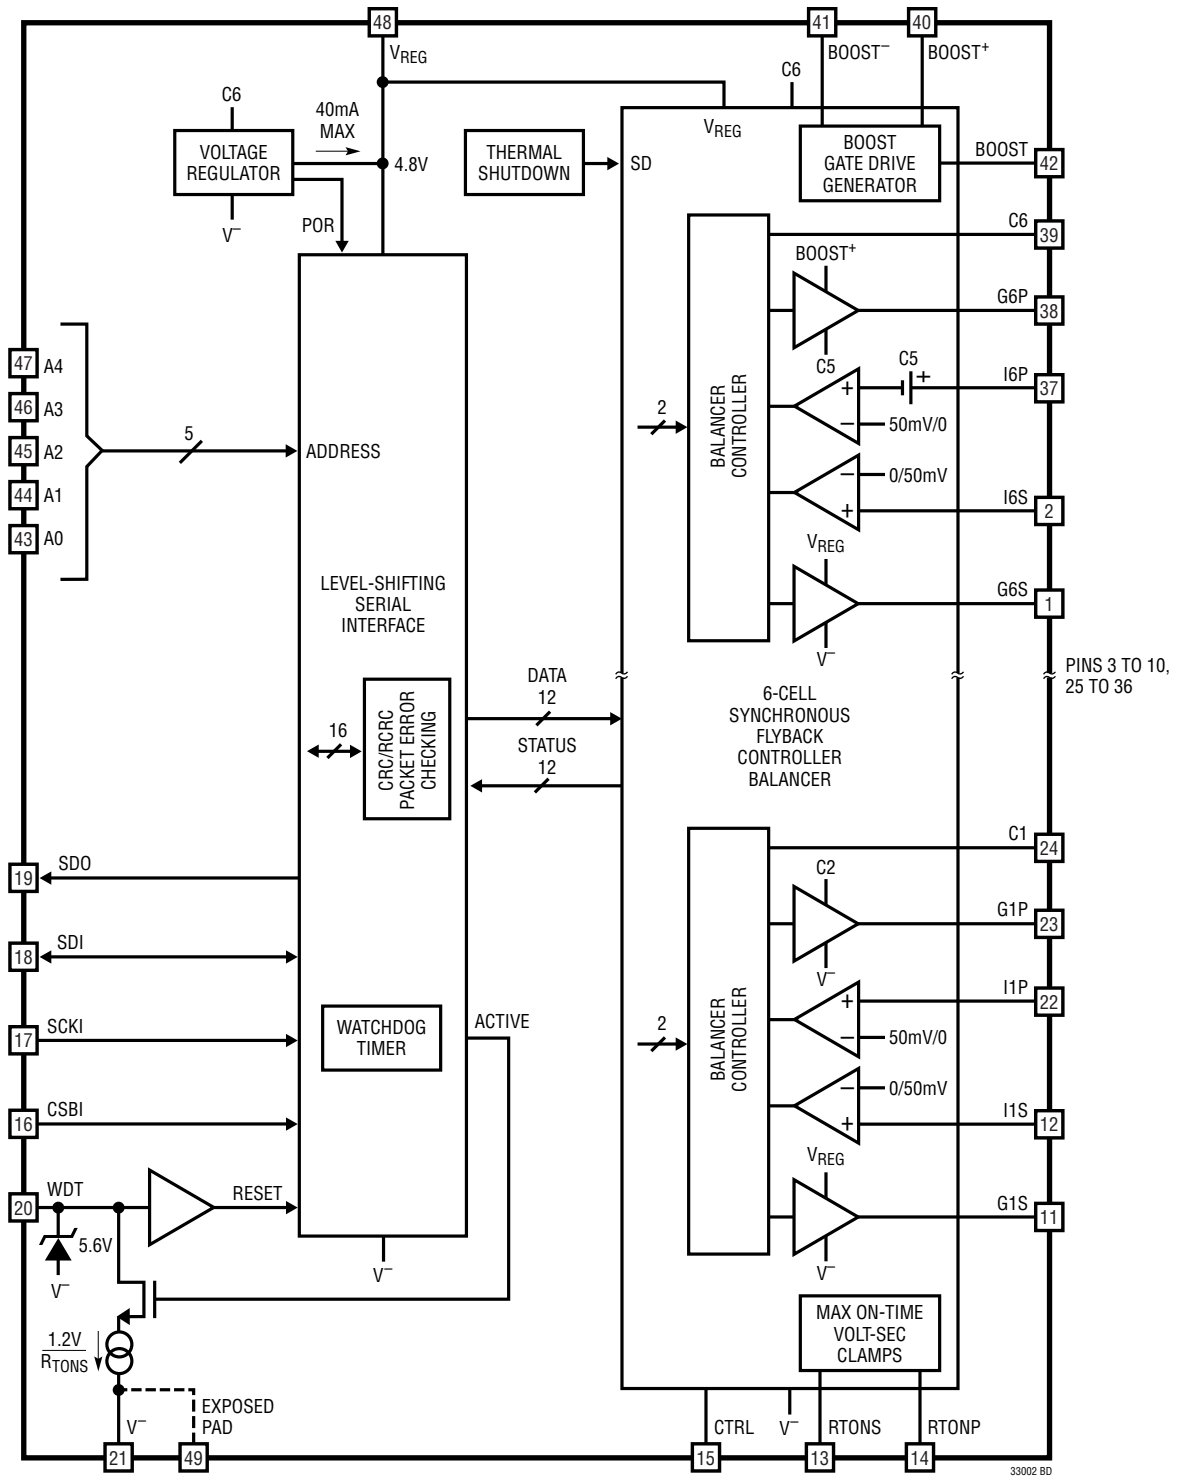 48
41
40
VREG
BOOST–
BOOST+
C6
C6
40mA
MAX
VREG
VOLTAGE
REGULATOR
4.8V
THERMAL
SHUTDOWN
SD
BOOST
GATE DRIVE
GENERATOR
BOOST
42
V–
POR
C6
39
BOOST+
G6P
38
C5
47
A4
46
A3
45
A2
44
A1
43
A0
5
ADDRESS
C5
+
I6P
37
+
–
50mV/0
2
BALANCER
CONTROLLER
–
0/50mV
+
I6S
2
VREG
G6S
1
V–
LEVEL-SHIFTING
SERIAL
INTERFACE
PINS 3 TO 10,
25 TO 36
DATA
12
STATUS
12
16
CRC/RCRC
PACKET ERROR
CHECKING
6-CELL
SYNCHRONOUS
FLYBACK
CONTROLLER
BALANCER
C1
24
SDO
19
C2
G1P
23
V–
SDI
18
I1P
22
+
–
50mV/0
SCKI
17
WATCHDOG
TIMER
ACTIVE
2
BALANCER
CONTROLLER
–
0/50mV
+
I1S
12
CSBI
16
VREG
G1S
11
V–
WDT
20
RESET
5.6V
V–
V–
MAX ON-TIME
VOLT-SEC
CLAMPS
1.2V
RTONS
EXPOSED
PAD
V–
21
49
CTRL
15
V–
RTONS
13
RTONP
14
33002 BD